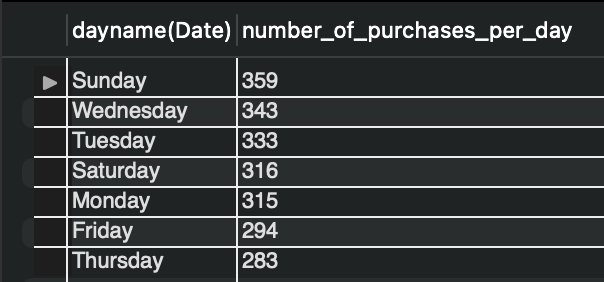 dayname(Date) number_of_purchases_per_day
Sunday 359
Wednesday 343
Tuesday 333
Saturday 316
Monday 315
Friday 294
Thursday 283